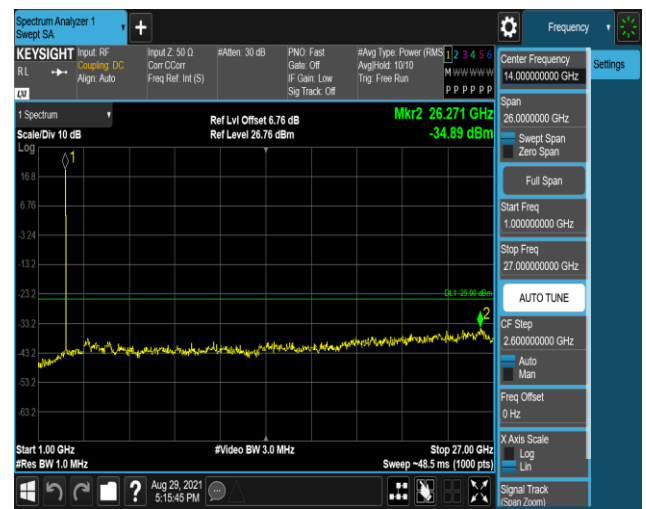 Spectrum Analyzer 1
Swept SA
Frequency
KEYSIGHT
RL
Input: RF
Coupling: DC
Align: Auto
Input Z: 50 Ω
Corr CCorr
Freq Ref: Int (S)
#Atten: 30 dB
PNO: Fast
Gate: Off
IF Gain: Low
Sig Track: Off
#Avg Type: Power (RMS
Avg|Hold: 10/10
Trig: Free Run
1 2 3 4 5 6
M W W W W W
P P P P P P
LXI
1 Spectrum
Scale/Div 10 dB
Log
Ref Lvl Offset 6.76 dB
Ref Level 26.76 dBm
Mkr2 26.271 GHz
-34.89 dBm
1
16.8
6.76
-3.24
-13.2
-23.2
DL1 -25.00 dBm
2
-33.2
-43.2
-53.2
-63.2
Start 1.00 GHz
#Res BW 1.0 MHz
#Video BW 3.0 MHz
Stop 27.00 GHz
Sweep ~48.5 ms (1000 pts)
Center Frequency
14.000000000 GHz
Settings
Span
26.0000000 GHz
Swept Span
Zero Span
Full Span
Start Freq
1.000000000 GHz
Stop Freq
27.000000000 GHz
AUTO TUNE
CF Step
2.600000000 GHz
Auto
Man
Freq Offset
0 Hz
X Axis Scale
Log
Lin
Signal Track
(Span Zoom)
?
Aug 29, 2021
5:15:45 PM